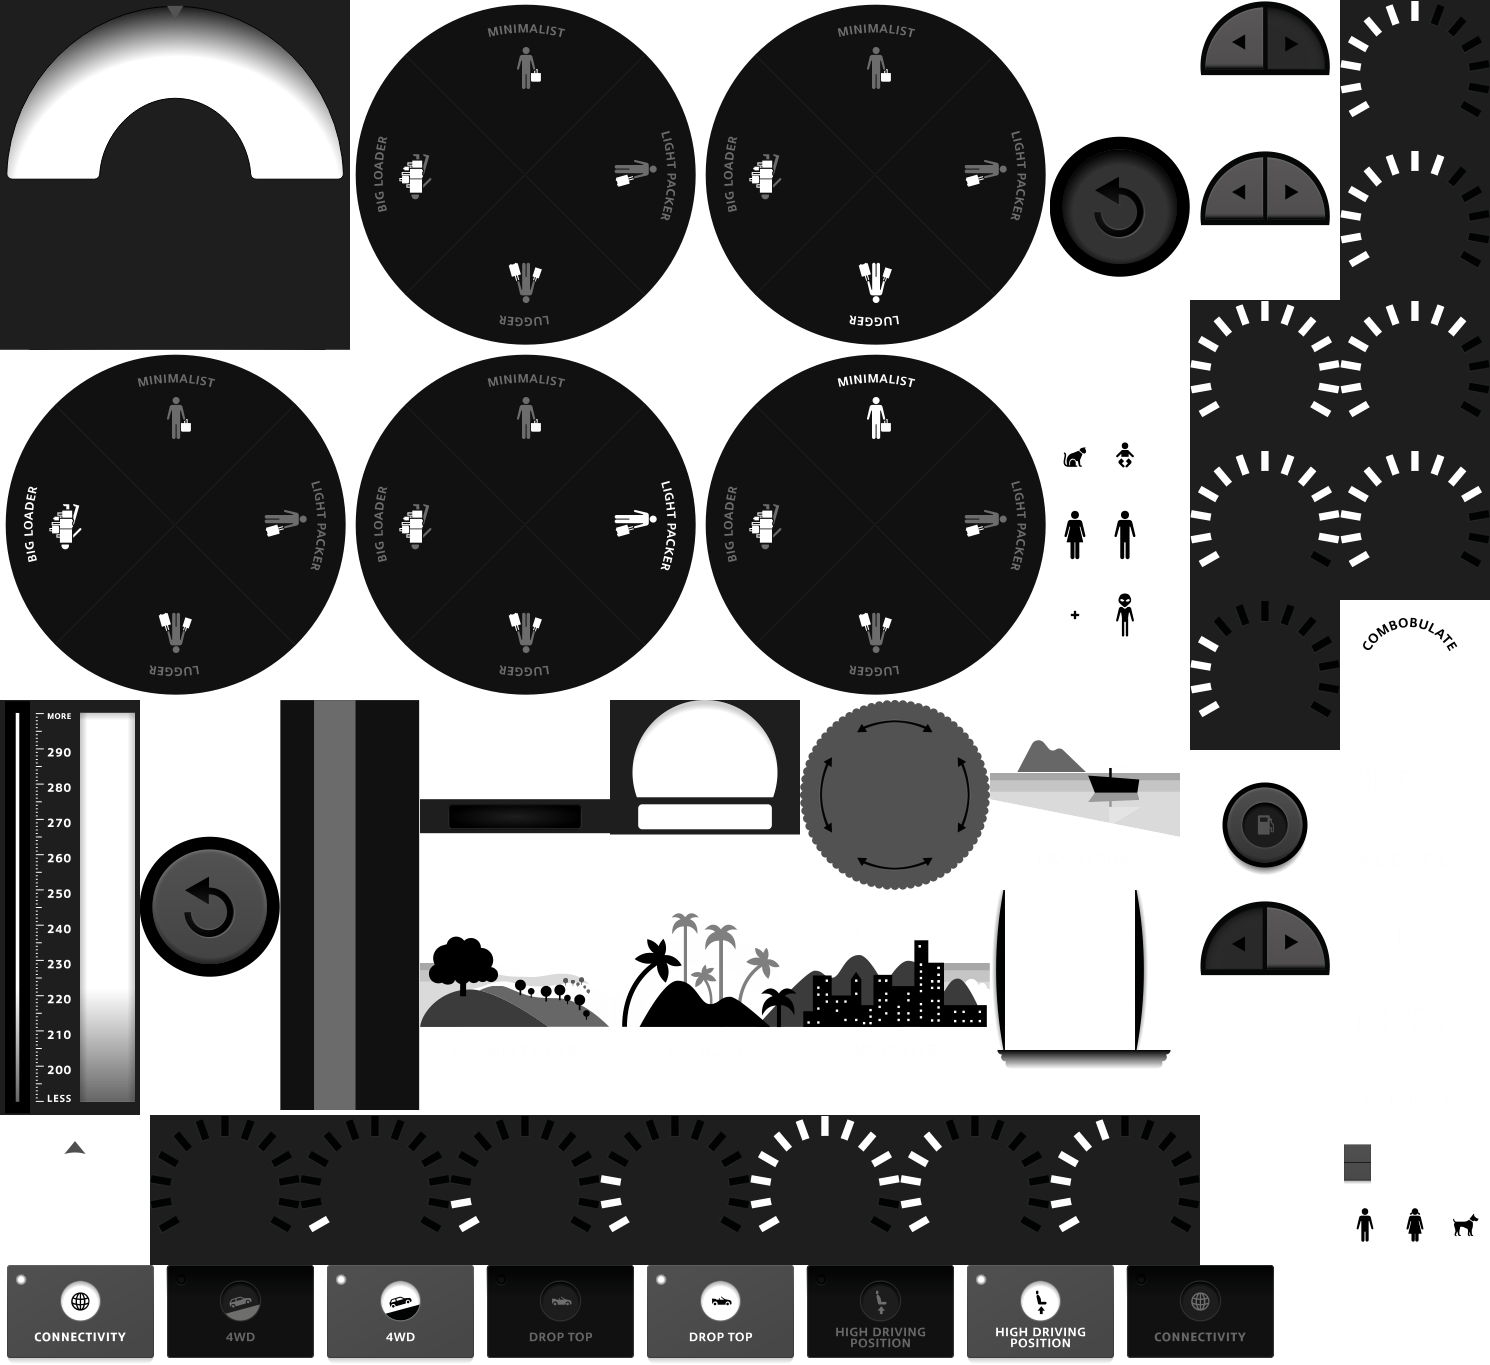 MINIMALIST
BIG LOADER
LIGHT PACKER
LUGGER
MINIMALIST
BIG LOADER
LIGHT PACKER
LUGGER
MINIMALIST
BIG LOADER
LIGHT PACKER
LUGGER
MINIMALIST
BIG LOADER
LIGHT PACKER
LUGGER
MINIMALIST
BIG LOADER
LIGHT PACKER
LUGGER
COMBOBULATE
MORE
290
280
270
260
250
240
230
220
210
200
LESS
CONNECTIVITY
4WD
4WD
DROP TOP
DROP TOP
HIGH DRIVING
POSITION
HIGH DRIVING
POSITION
CONNECTIVITY